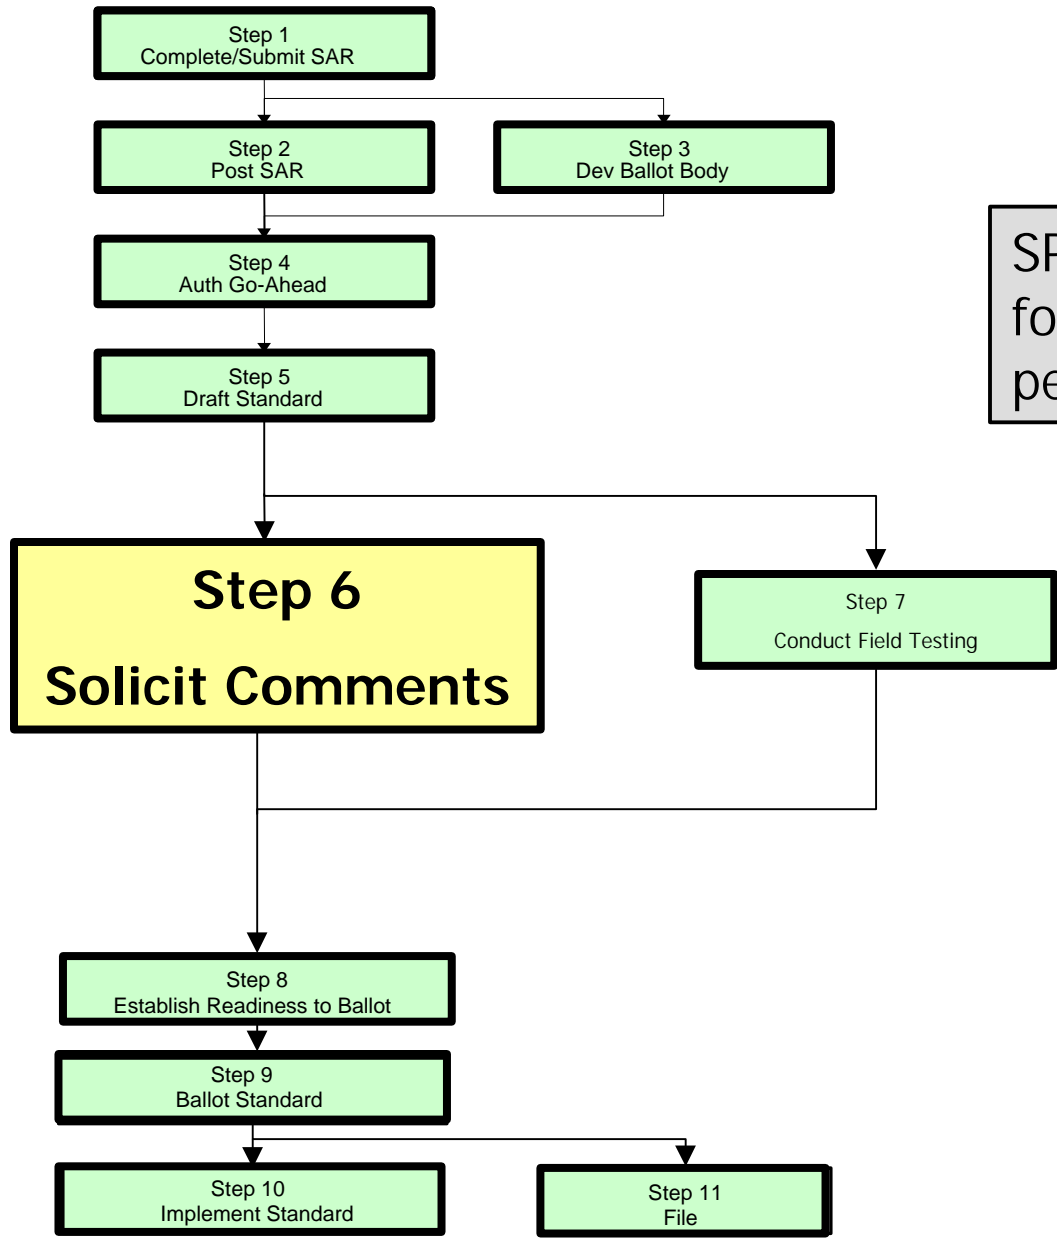 Step 1
Complete/Submit SAR
Step 2
Post SAR
Step 3
Dev Ballot Body
Step 4
Auth Go-Ahead
Step 5
Draft Standard
Step 6
Solicit Comments
Step 7
Conduct Field Testing
Step 8
Establish Readiness to Ballot
Step 9
Ballot Standard
Step 10
Implement Standard
Step 11
File